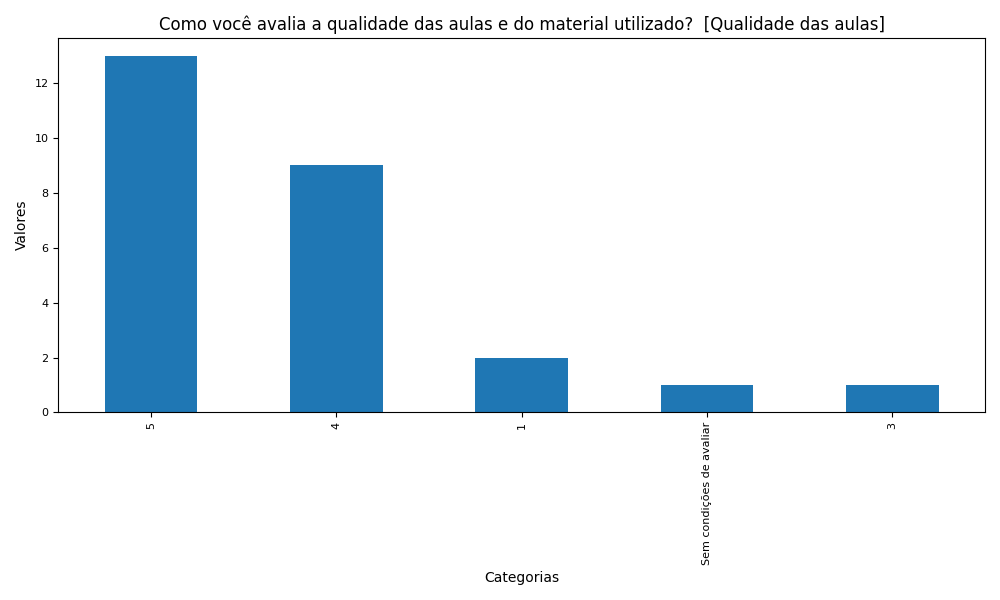 Como você avalia a qualidade das aulas e do material utilizado?  [Qualidade das aulas]
Valores
12
10
8
6
4
2
0
5
4
1
Sem condições de avaliar
3
Categorias